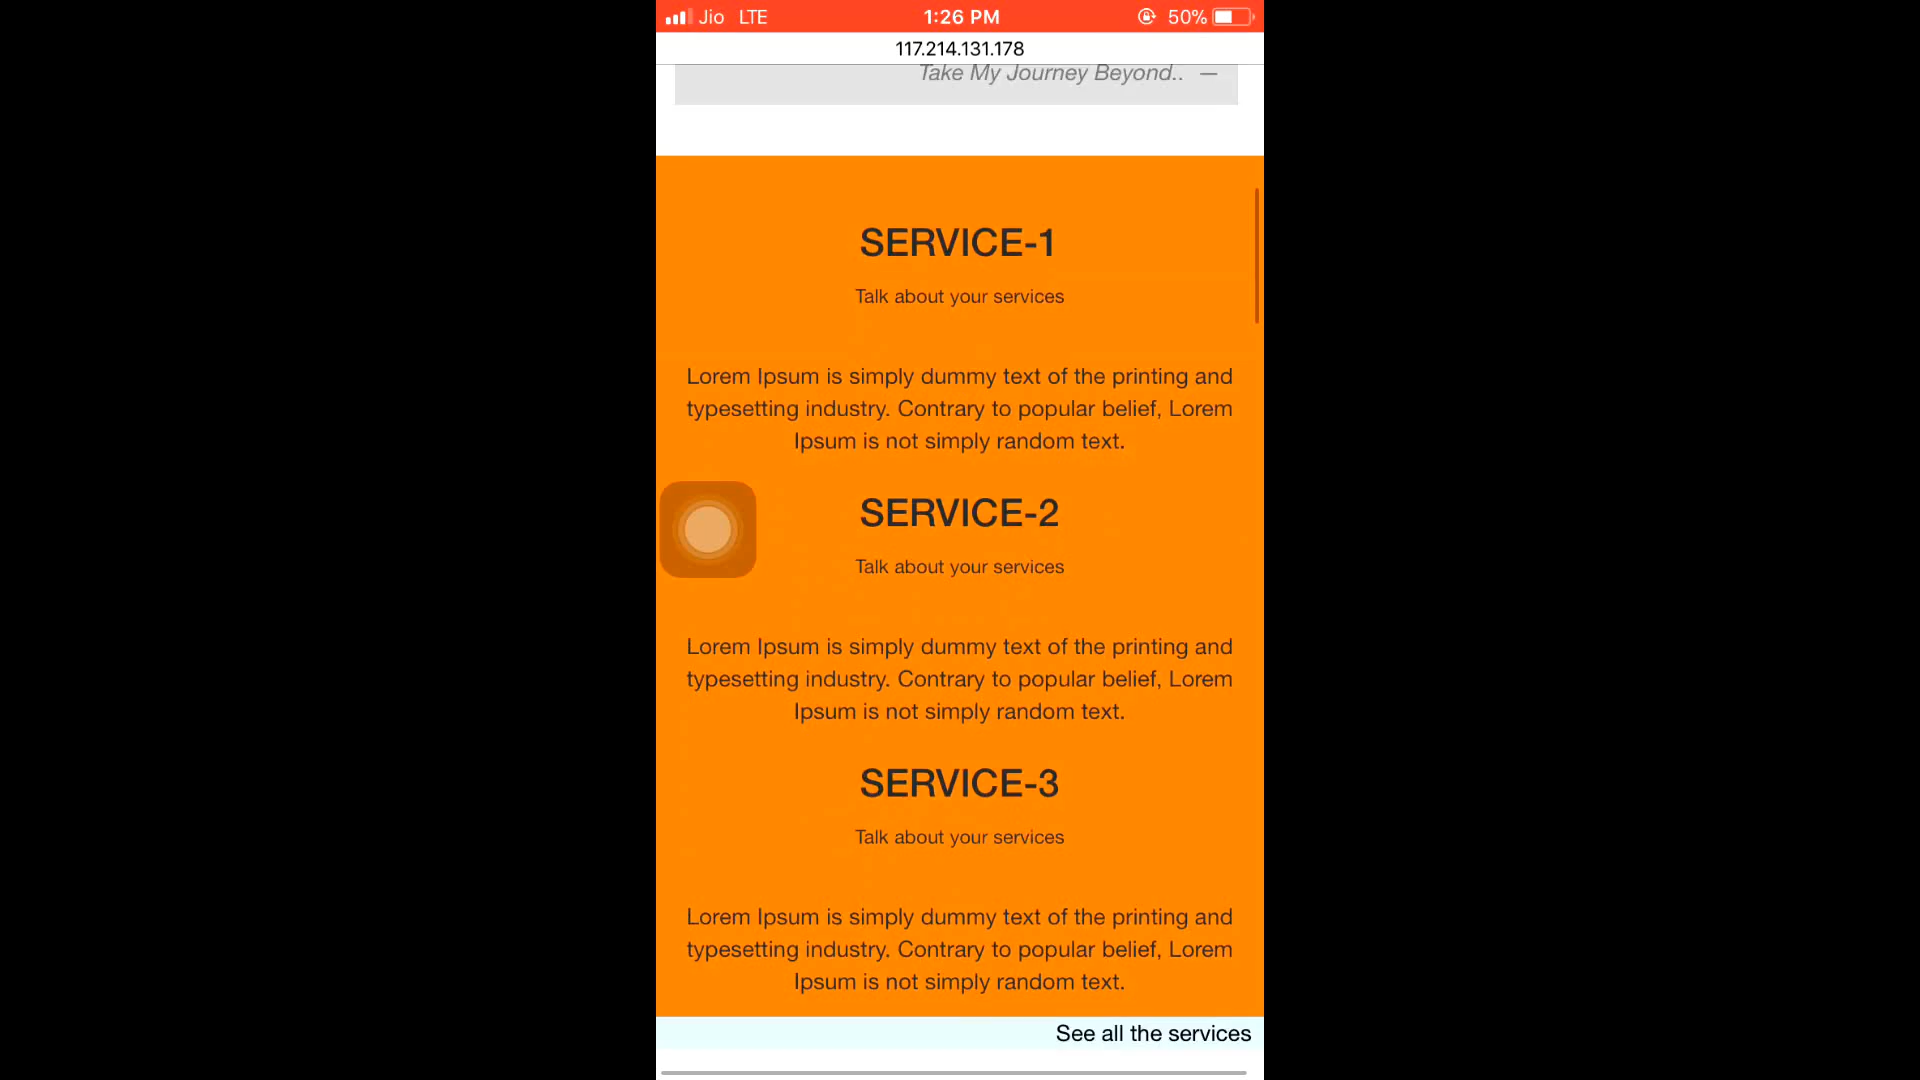 Jio LTE 1:26 PM 50%
117.214.131.178
Take My Journey Beyond.. —
SERVICE-1
Talk about your services
Lorem Ipsum is simply dummy text of the printing and
typesetting industry. Contrary to popular belief, Lorem
Ipsum is not simply random text.
SERVICE-2
Talk about your services
Lorem Ipsum is simply dummy text of the printing and
typesetting industry. Contrary to popular belief, Lorem
Ipsum is not simply random text.
SERVICE-3
Talk about your services
Lorem Ipsum is simply dummy text of the printing and
typesetting industry. Contrary to popular belief, Lorem
Ipsum is not simply random text.
See all the services